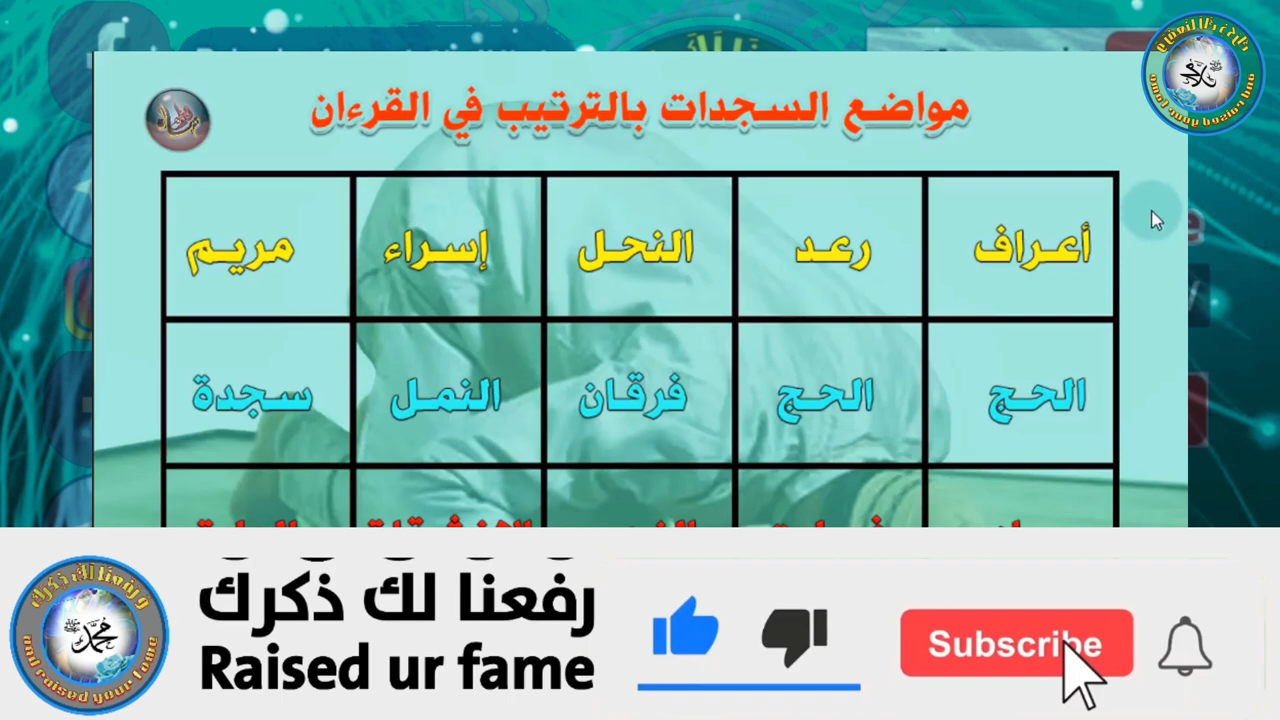 مواضع السجدات بالترتيب في القرءان
أعراف رعد النحل إسراء مريم
الحج الحج فرقان النمل سجدة
رفعنا لك ذكرك
Raised ur fame
Subscribe